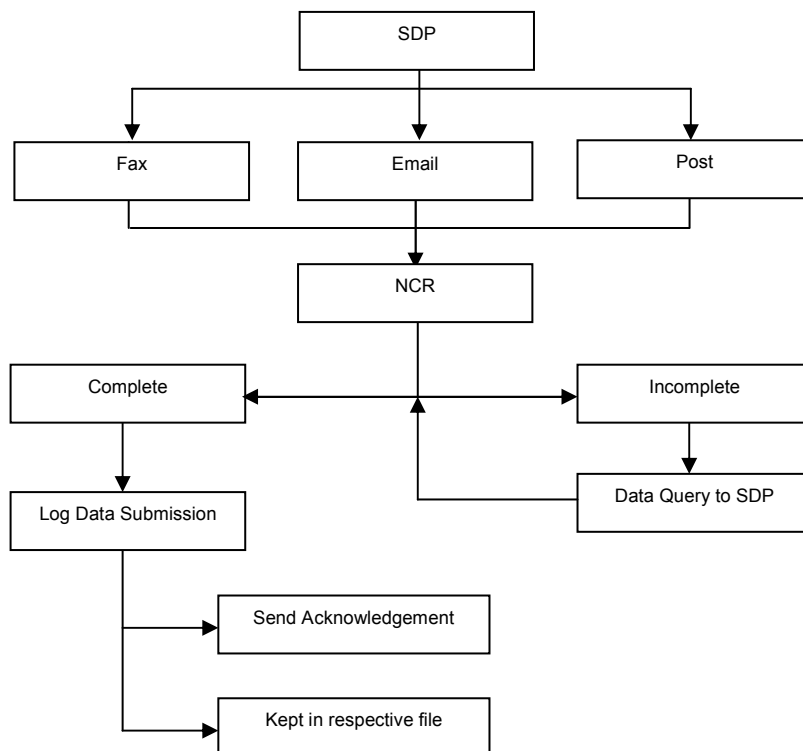 SDP
Fax
Email
Post
NCR
Complete
Incomplete
Log Data Submission
Data Query to SDP
Send Acknowledgement
Kept in respective file